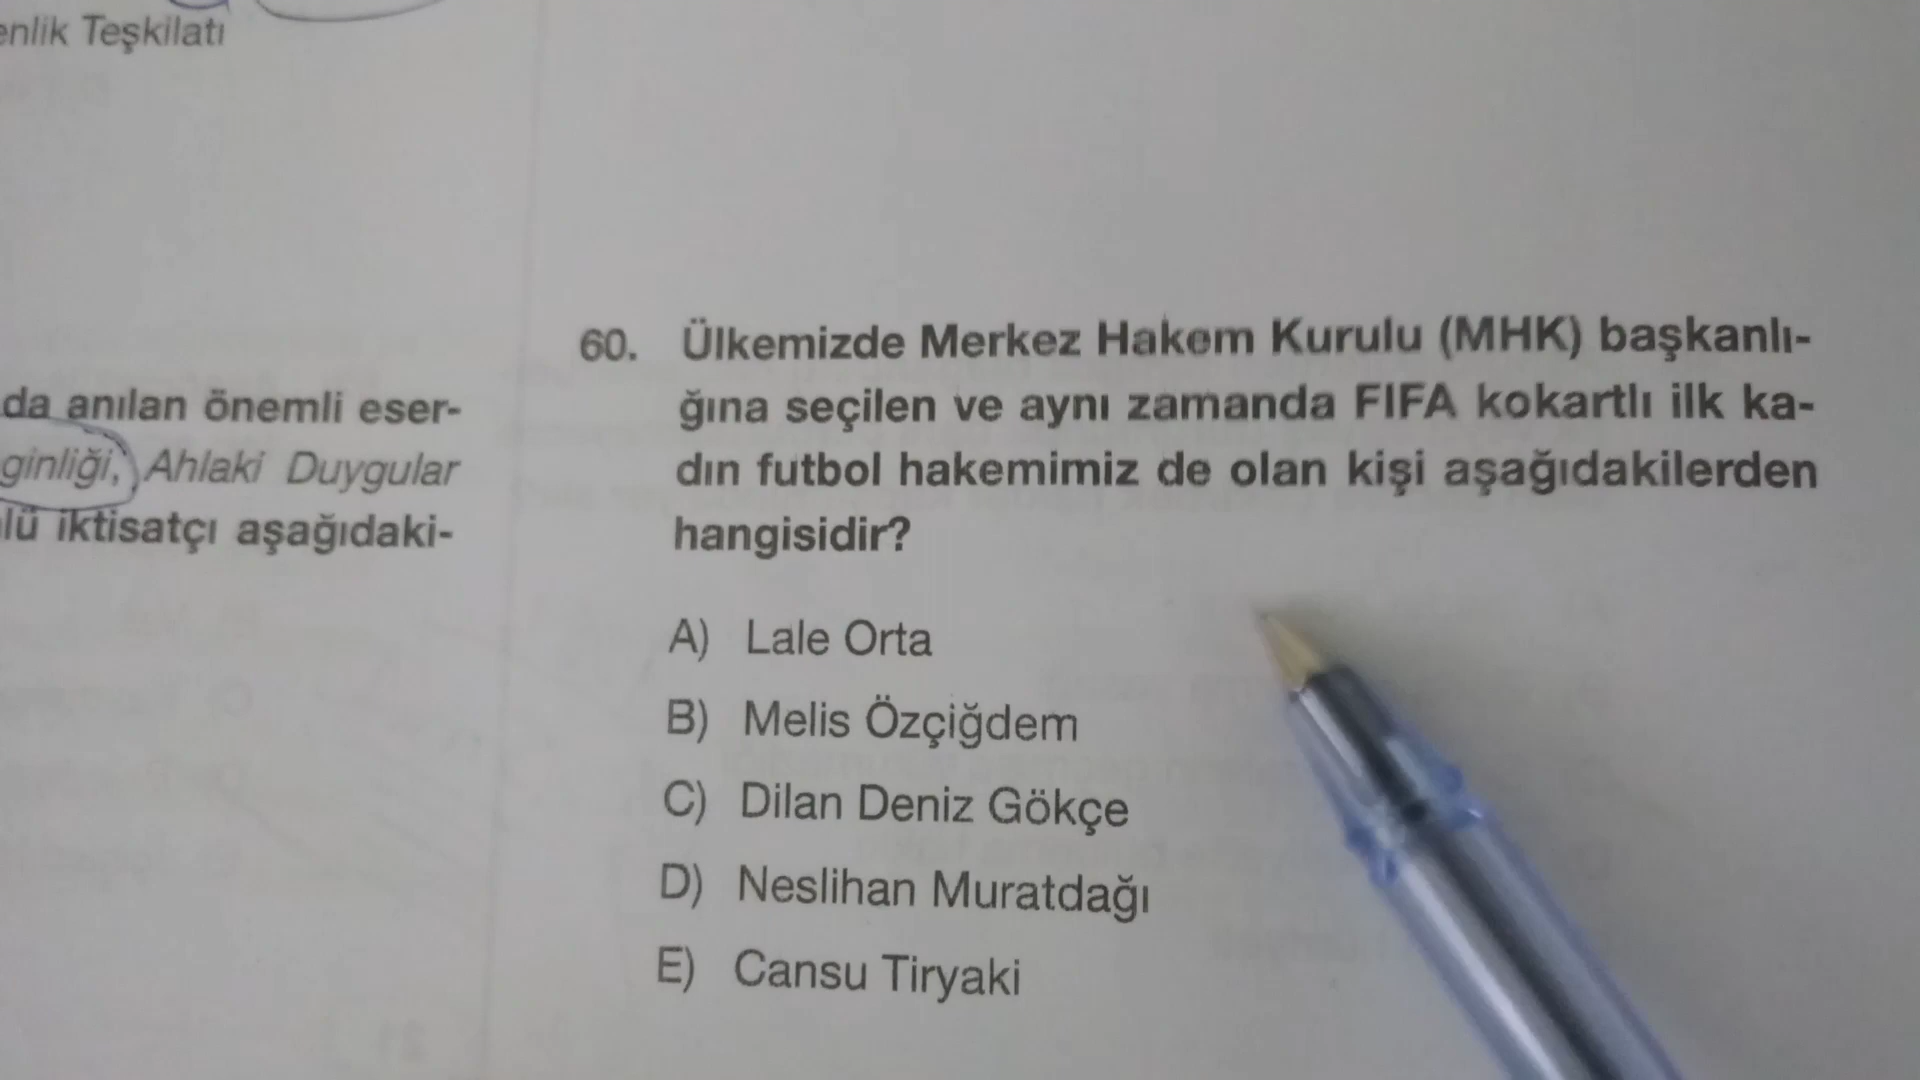 enlik Teşkilatı
da anılan önemli eser-
ginliği, Ahlaki Duygular
lü iktisatçı aşağıdaki-
60. Ülkemizde Merkez Hakem Kurulu (MHK) başkanlı-
ğına seçilen ve aynı zamanda FIFA kokartlı ilk ka-
dın futbol hakemimiz de olan kişi aşağıdakilerden
hangisidir?
A) Lale Orta
B) Melis Özçiğdem
C) Dilan Deniz Gökçe
D) Neslihan Muratdağı
E) Cansu Tiryaki